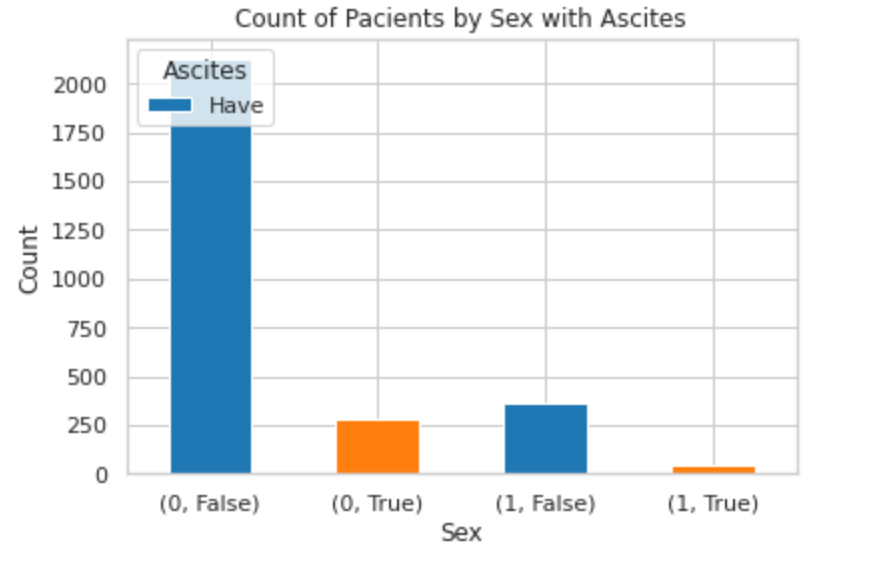 Count of Pacients by Sex with Ascites
Ascites
Have
2000
1750
1500
1250
1000
750
500
250
0
Count
(0, False) (0, True) (1, False) (1, True)
Sex